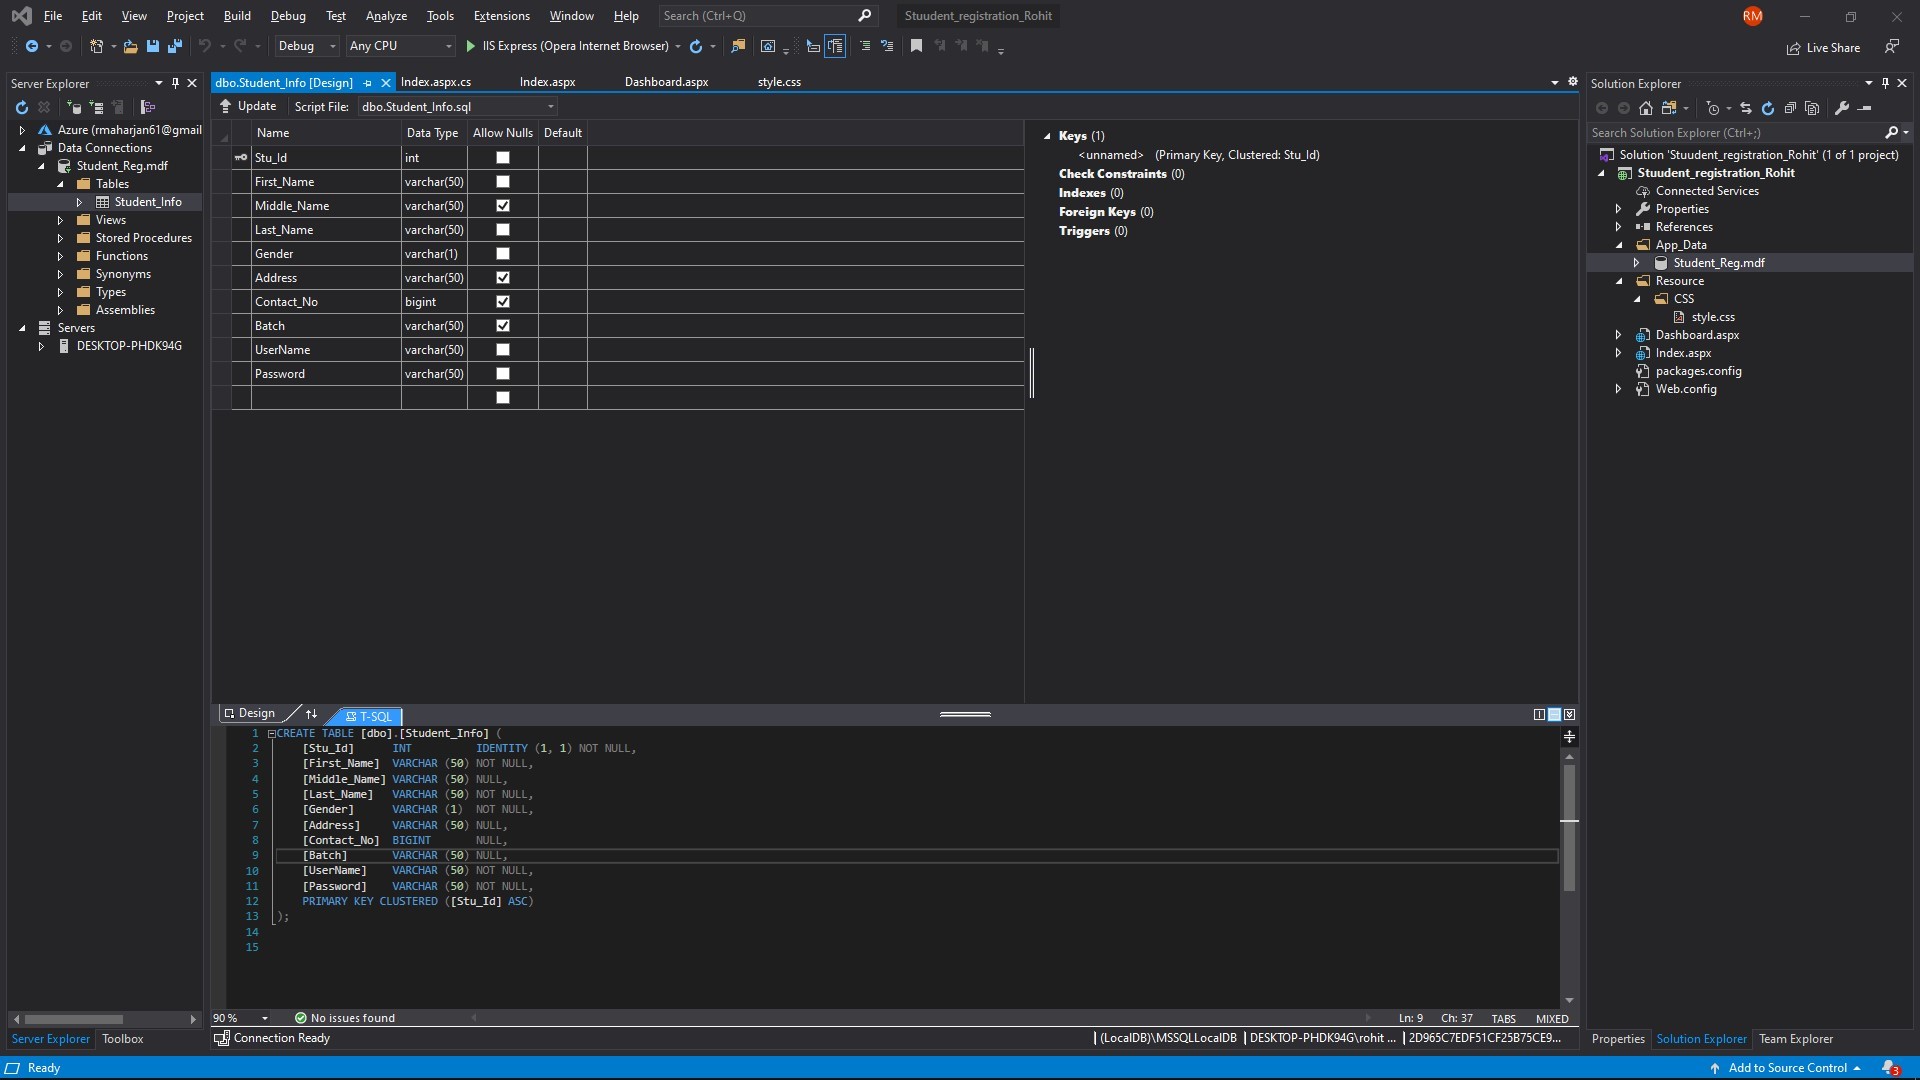 File Edit View Project Build Debug Test Analyze Tools Extensions Window Help Search (Ctrl+Q) Stuudent_registration_Rohit RM
Debug Any CPU IIS Express (Opera Internet Browser) Live Share
Server Explorer
Azure (rmaharjan61@gmail
Data Connections
Student_Reg.mdf
Tables
Student_Info
Views
Stored Procedures
Functions
Synonyms
Types
Assemblies
Servers
DESKTOP-PHDK94G
Server Explorer Toolbox
dbo.Student_Info [Design] Index.aspx.cs Index.aspx Dashboard.aspx style.css
Update Script File: dbo.Student_Info.sql
Name Data Type Allow Nulls Default
Stu_Id int
First_Name varchar(50)
Middle_Name varchar(50)
Last_Name varchar(50)
Gender varchar(1)
Address varchar(50)
Contact_No bigint
Batch varchar(50)
UserName varchar(50)
Password varchar(50)
Keys (1)
<unnamed> (Primary Key, Clustered: Stu_Id)
Check Constraints (0)
Indexes (0)
Foreign Keys (0)
Triggers (0)
Design T-SQL
1 CREATE TABLE [dbo].[Student_Info] (
2 [Stu_Id] INT IDENTITY (1, 1) NOT NULL,
3 [First_Name] VARCHAR (50) NOT NULL,
4 [Middle_Name] VARCHAR (50) NULL,
5 [Last_Name] VARCHAR (50) NOT NULL,
6 [Gender] VARCHAR (1) NOT NULL,
7 [Address] VARCHAR (50) NULL,
8 [Contact_No] BIGINT NULL,
9 [Batch] VARCHAR (50) NULL,
10 [UserName] VARCHAR (50) NOT NULL,
11 [Password] VARCHAR (50) NOT NULL,
12 PRIMARY KEY CLUSTERED ([Stu_Id] ASC)
13 );
14
15
90 % No issues found Ln: 9 Ch: 37 TABS MIXED
Connection Ready (LocalDB)\MSSQLLocalDB DESKTOP-PHDK94G\rohit ... 2D965C7EDF51CF25B75CE9...
Solution Explorer
Search Solution Explorer (Ctrl+;)
Solution 'Stuudent_registration_Rohit' (1 of 1 project)
Stuudent_registration_Rohit
Connected Services
Properties
References
App_Data
Student_Reg.mdf
Resource
CSS
style.css
Dashboard.aspx
Index.aspx
packages.config
Web.config
Properties Solution Explorer Team Explorer
Ready Add to Source Control 3